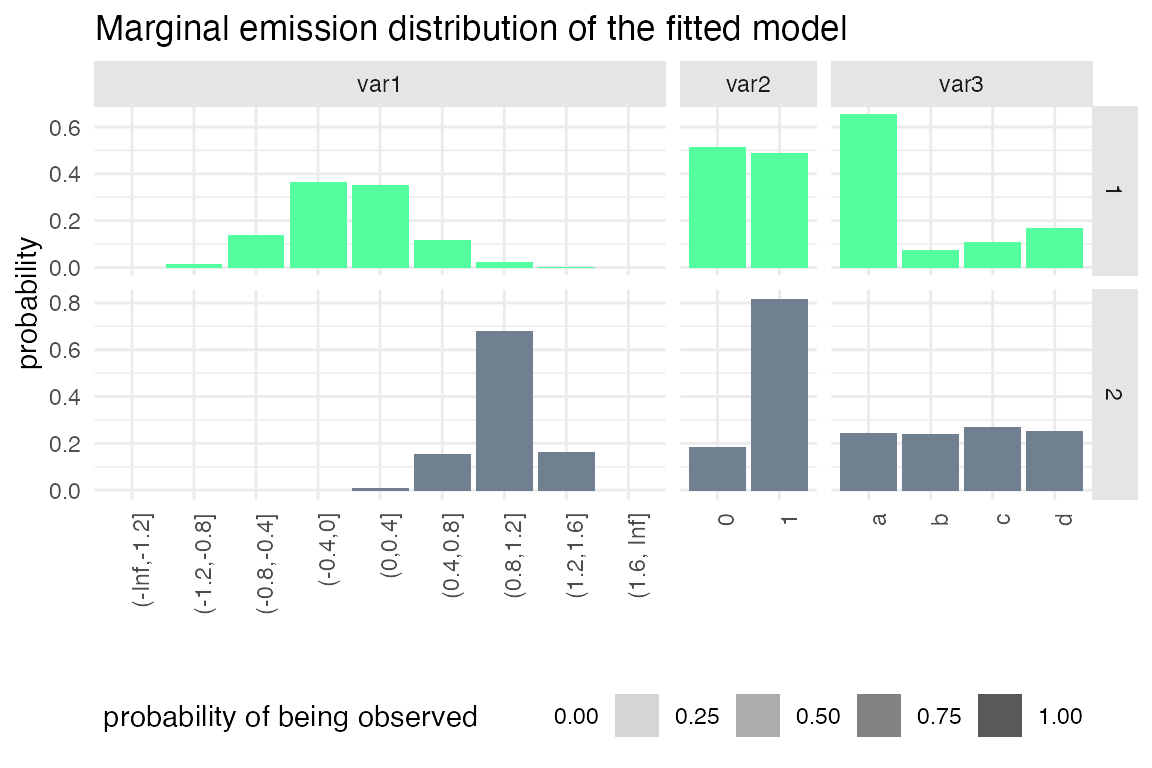 Marginal emission distribution of the fitted model
var1 var2 var3
probability
0.6
0.4
0.2
0.0
1
0.8
0.6
0.4
0.2
0.0
2
(-Inf,-1.2] (-1.2,-0.8] (-0.8,-0.4] (-0.4,0] (0,0.4] (0.4,0.8] (0.8,1.2] (1.2,1.6] (1.6, Inf] 0 1 a b c d
probability of being observed 0.00 0.25 0.50 0.75 1.00